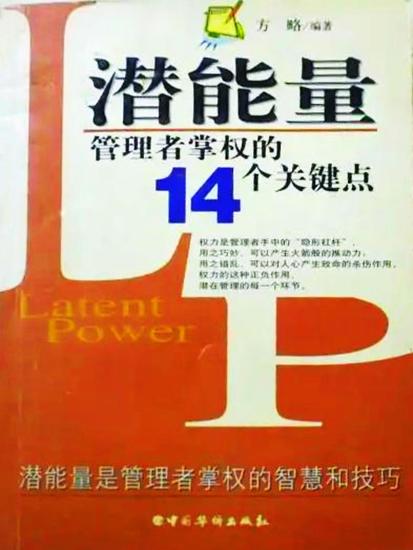 方 略/编著
潜能量
管理者掌权的
14个关键点
权力是管理者手中的“隐形杠杆”,
用之巧妙,可以产生火箭般的推动力,
用之错乱,可以对人心产生致命的杀伤作用。
权力的这种正负作用,
潜在管理的每一个环节。
Latent
Power
LP
潜能量是管理者掌权的智慧和技巧
中国华侨出版社